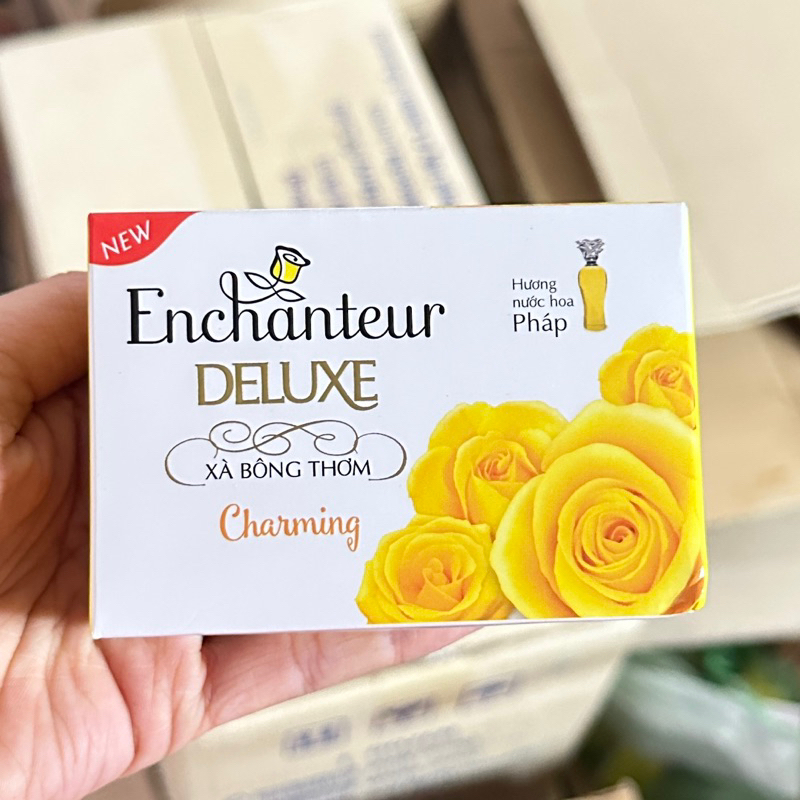 NEW
Enchanteur
DELUXE
XÀ BÔNG THƠM
Charming
Hương
nước hoa
Pháp